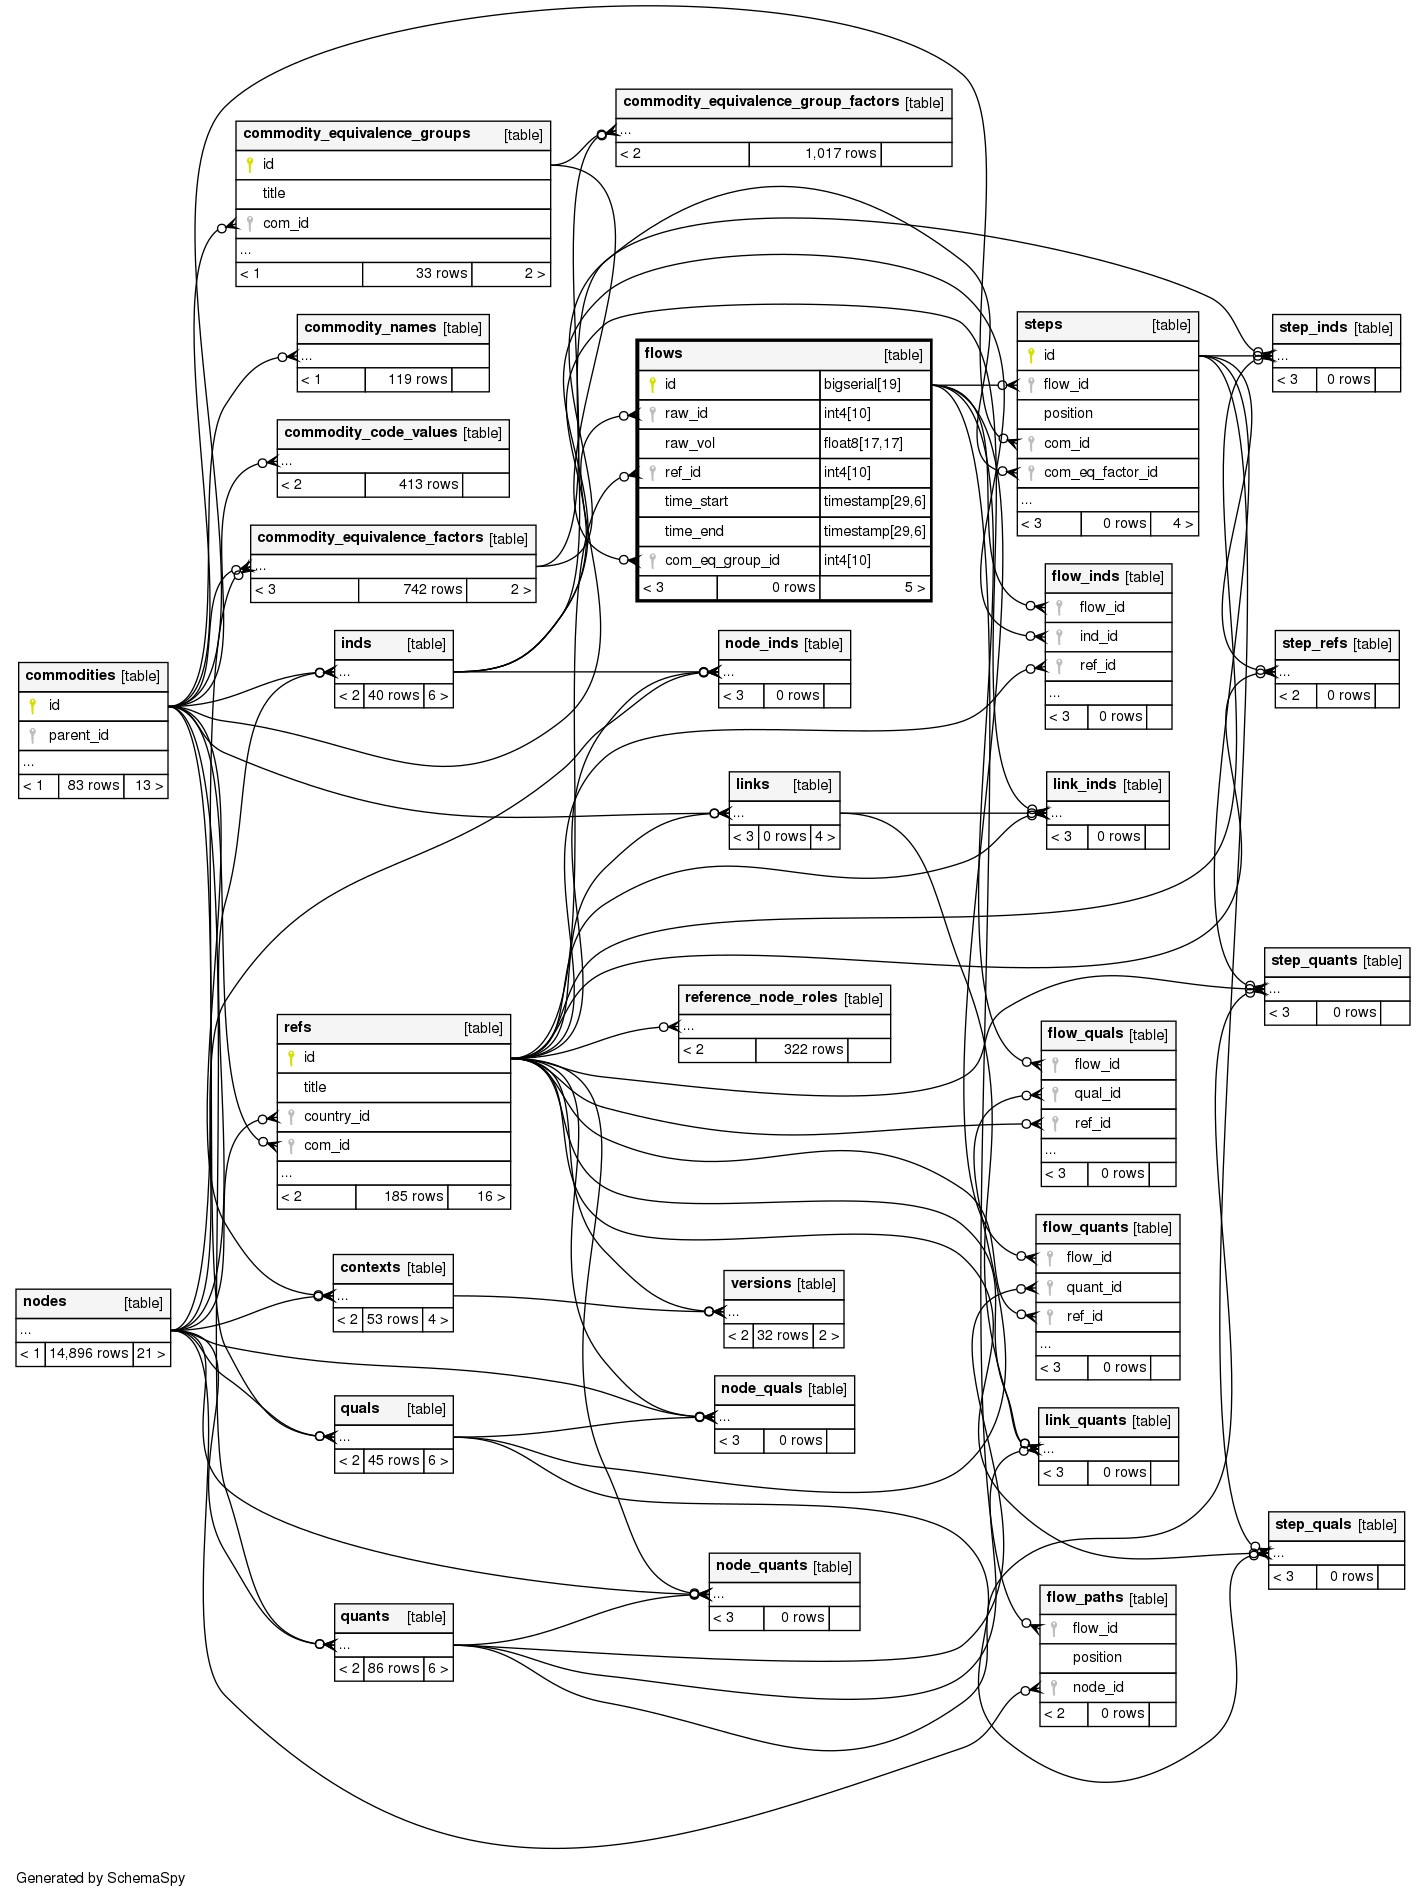 commodity_equivalence_group_factors [table]
...
< 2 1,017 rows
commodity_equivalence_groups [table]
id
title
com_id
...
< 1 33 rows 2 >
commodity_names [table]
...
< 1 119 rows
commodity_code_values [table]
...
< 2 413 rows
commodity_equivalence_factors [table]
...
< 3 742 rows 2 >
flows [table]
id bigserial[19]
raw_id int4[10]
raw_vol float8[17,17]
ref_id int4[10]
time_start timestamp[29,6]
time_end timestamp[29,6]
com_eq_group_id int4[10]
< 3 0 rows 5 >
steps [table]
id
flow_id
position
com_id
com_eq_factor_id
...
< 3 0 rows 4 >
step_inds [table]
...
< 3 0 rows
flow_inds [table]
flow_id
ind_id
ref_id
...
< 3 0 rows
inds [table]
...
< 2 40 rows 6 >
node_inds [table]
...
< 3 0 rows
step_refs [table]
...
< 2 0 rows
commodities [table]
id
parent_id
...
< 1 83 rows 13 >
links [table]
...
< 3 0 rows 4 >
link_inds [table]
...
< 3 0 rows
step_quants [table]
...
< 3 0 rows
reference_node_roles [table]
...
< 2 322 rows
refs [table]
id
title
country_id
com_id
...
< 2 185 rows 16 >
flow_quals [table]
flow_id
qual_id
ref_id
...
< 3 0 rows
flow_quants [table]
flow_id
quant_id
ref_id
...
< 3 0 rows
contexts [table]
...
< 2 53 rows 4 >
versions [table]
...
< 2 32 rows 2 >
nodes [table]
...
< 1 14,896 rows 21 >
node_quals [table]
...
< 3 0 rows
quals [table]
...
< 2 45 rows 6 >
link_quants [table]
...
< 3 0 rows
step_quals [table]
...
< 3 0 rows
node_quants [table]
...
< 3 0 rows
quants [table]
...
< 2 86 rows 6 >
flow_paths [table]
flow_id
position
node_id
< 2 0 rows
Generated by SchemaSpy